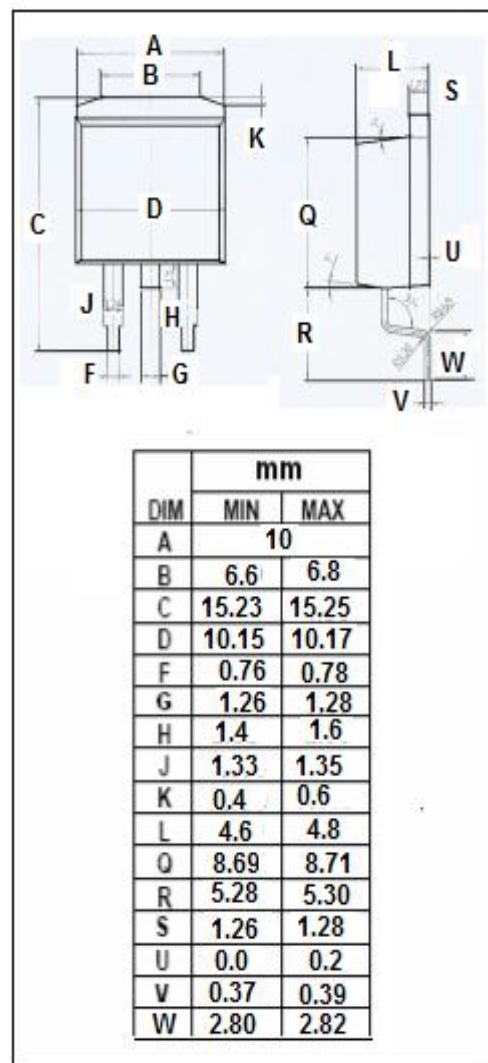 A
B
L
S
K
C
D
Q
U
J
H
R
F
G
V
W
mm
DIM MIN MAX
A 10
B 6.6 6.8
C 15.23 15.25
D 10.15 10.17
F 0.76 0.78
G 1.26 1.28
H 1.4 1.6
J 1.33 1.35
K 0.4 0.6
L 4.6 4.8
Q 8.69 8.71
R 5.28 5.30
S 1.26 1.28
U 0.0 0.2
V 0.37 0.39
W 2.80 2.82